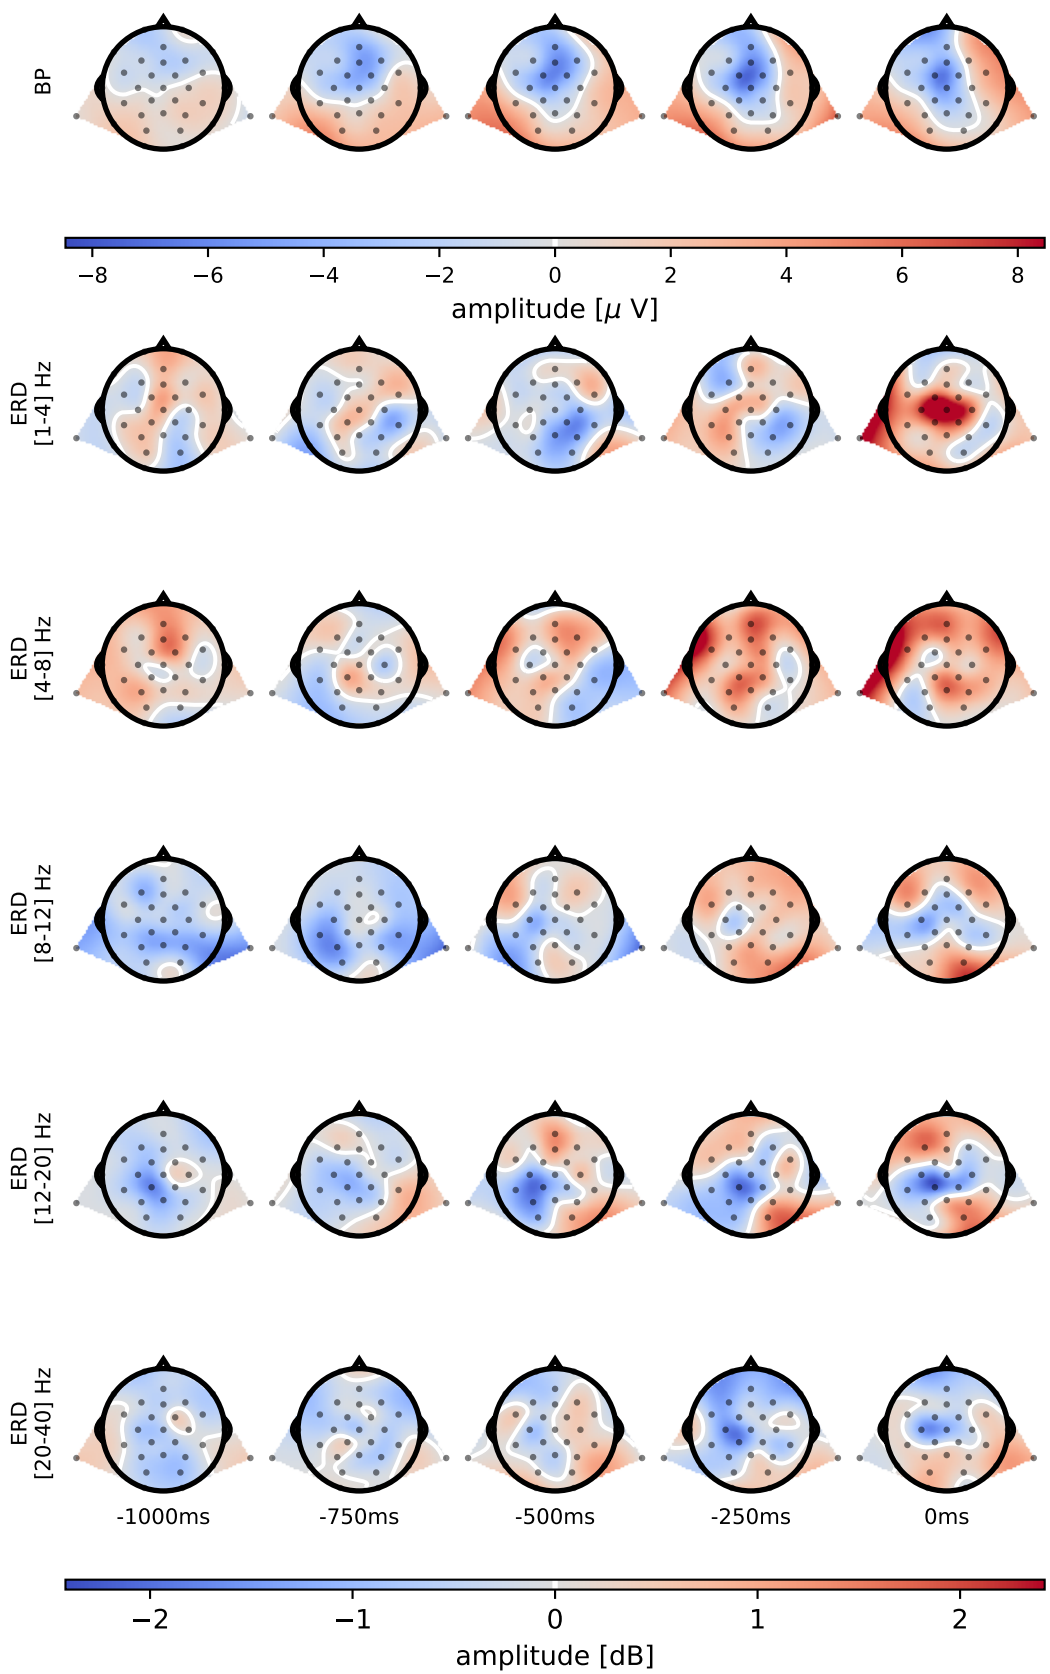 BP
−8 −6 −4 −2 0 2 4 6 8
amplitude [μ V]
ERD
[1-4] Hz
ERD
[4-8] Hz
ERD
[8-12] Hz
ERD
[12-20] Hz
ERD
[20-40] Hz
-1000ms -750ms -500ms -250ms 0ms
−2 −1 0 1 2
amplitude [dB]